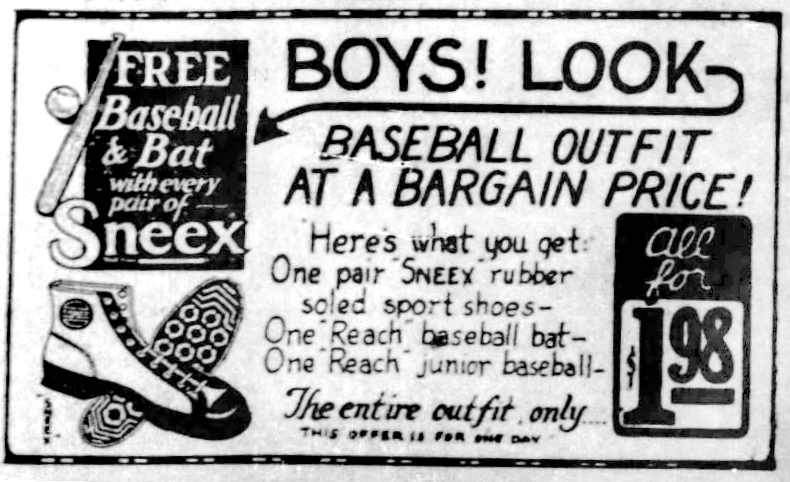 FREE
Baseball
& Bat
with every
pair of
Sneex
BOYS! LOOK
BASEBALL OUTFIT
AT A BARGAIN PRICE!
Here's what you get:
One pair "SNEEX" rubber
soled sport shoes-
One "Reach" baseball bat-
One "Reach" junior baseball-
The entire outfit, only....
THIS OFFER IS FOR ONE DAY
all
for
$1.98
SNEEX